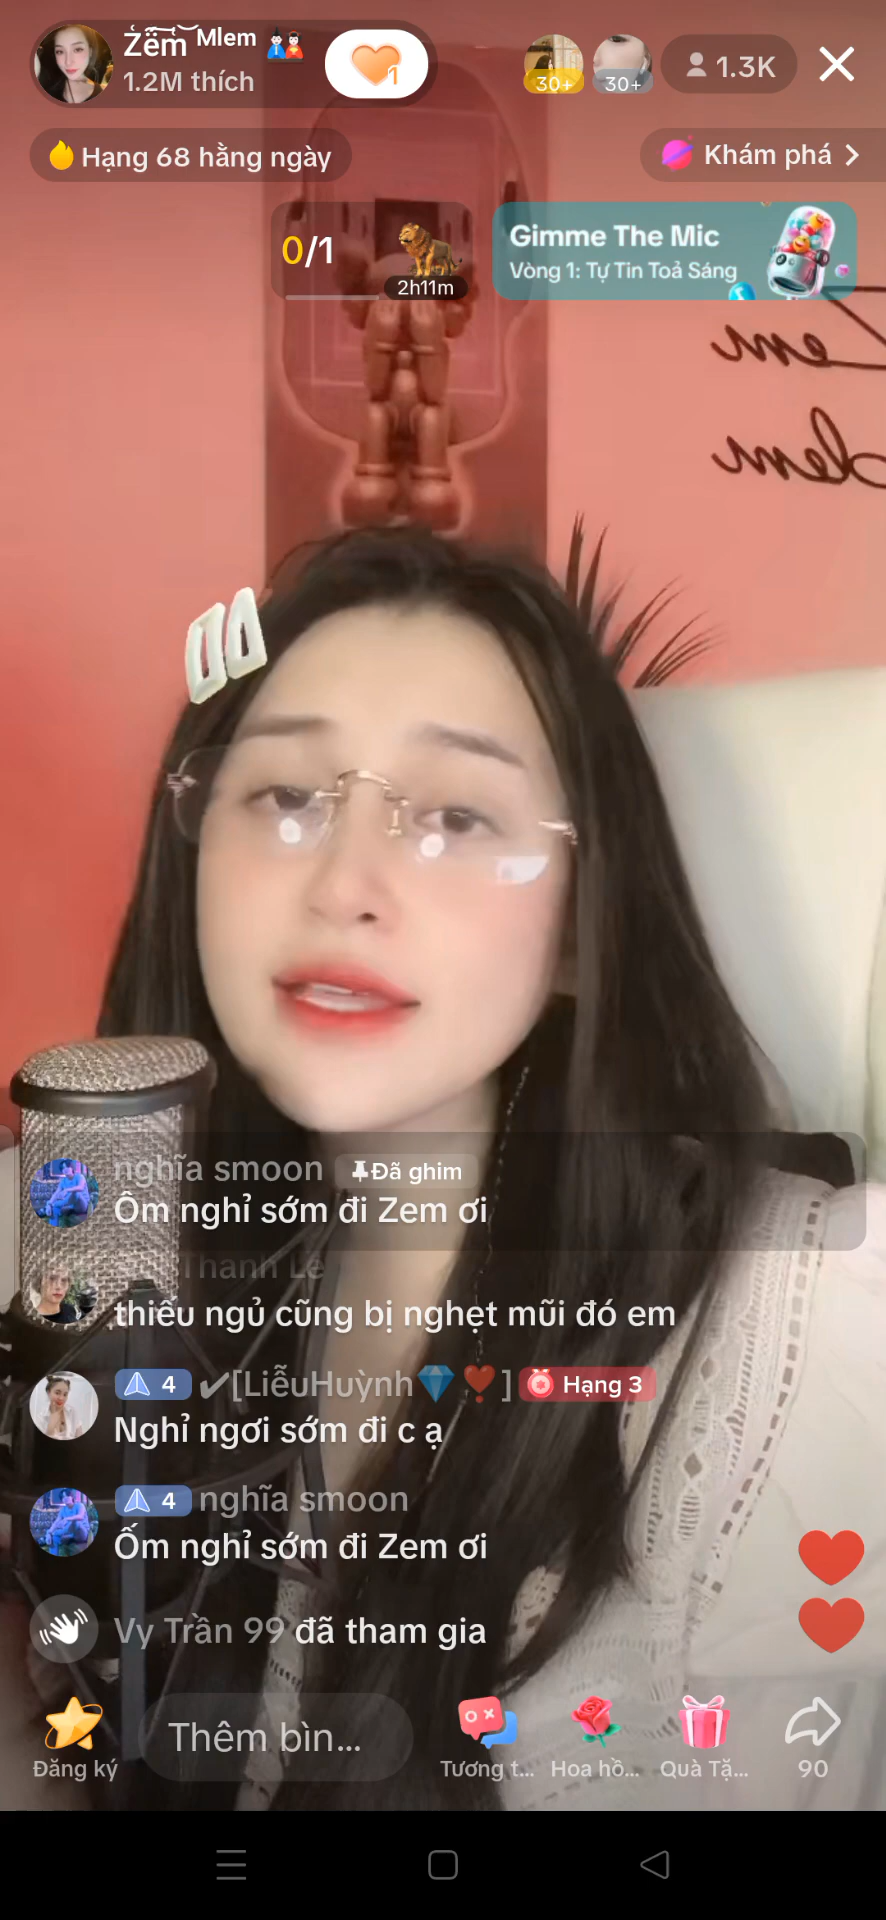 Żëm͠ Mlem
1.2M thích
1
30+
30+
1.3K
Hạng 68 hằng ngày
Khám phá
0/1
2h11m
Gimme The Mic
Vòng 1: Tự Tin Toả Sáng
Zem
Mlem
nghĩa smoon Đã ghim
Ôm nghỉ sớm đi Zem ơi
Thanh Le
thiếu ngủ cũng bị nghẹt mũi đó em
4 ✔[LiễuHuỳnh💎❣] Hạng 3
Nghỉ ngơi sớm đi c ạ
4 nghĩa smoon
Ốm nghỉ sớm đi Zem ơi
Vy Trần 99 đã tham gia
Đăng ký
Thêm bìn...
Tương t...
Hoa hồ...
Quà Tặ...
90